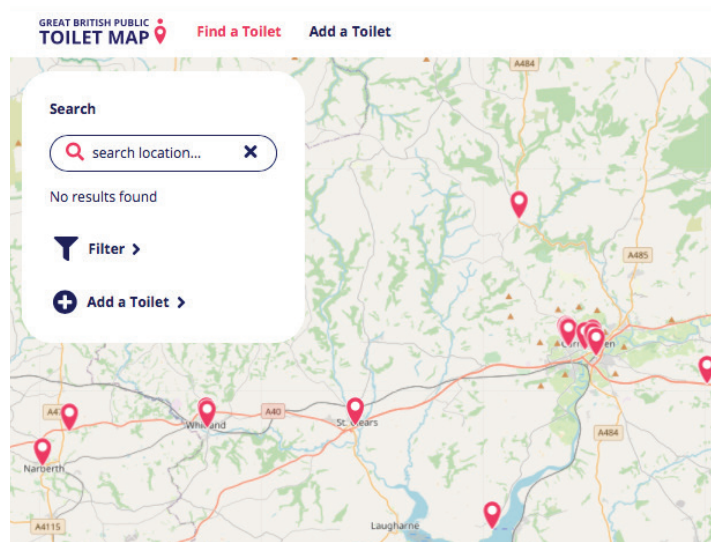 GREAT BRITISH PUBLIC
TOILET MAP
Find a Toilet
Add a Toilet
A484
Search
search location...
No results found
Filter
A485
Add a Toilet
A40
St. Clears
A484
Narberth
A4115
Laugharne